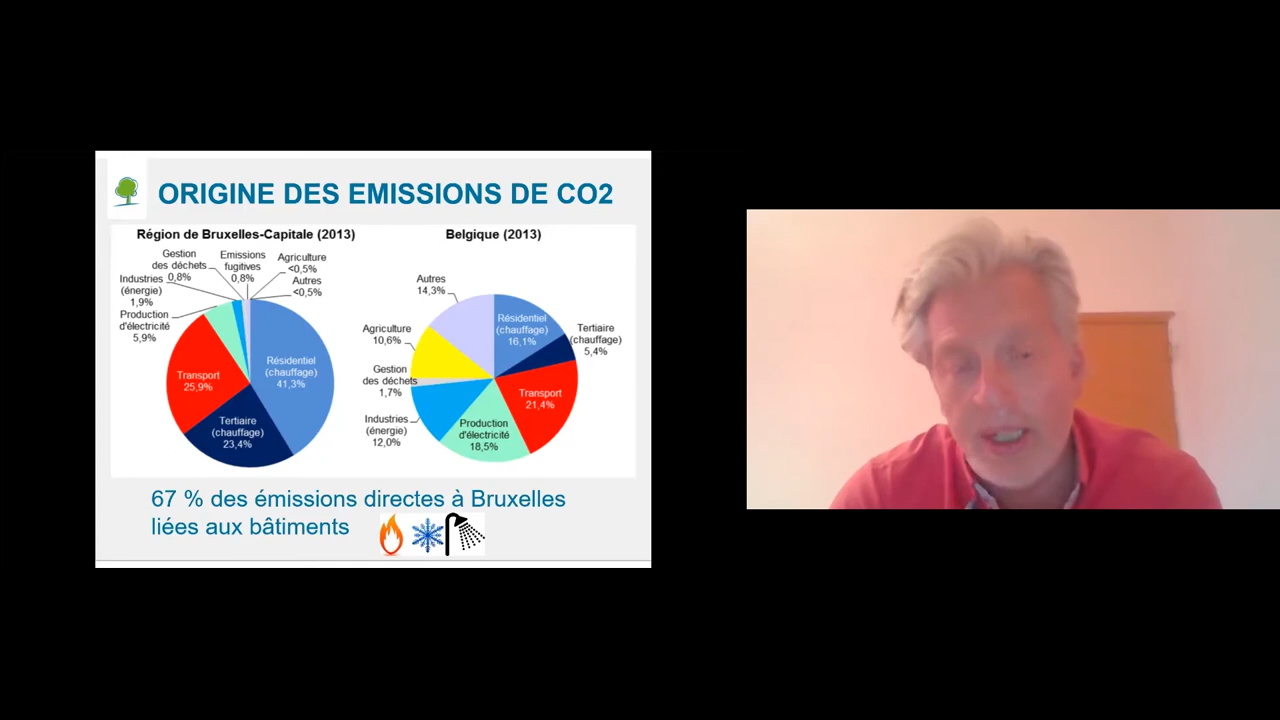 ORIGINE DES EMISSIONS DE CO2
Région de Bruxelles-Capitale (2013)
Gestion
des déchets
0,8%
Emissions
fugitives
0,8%
Agriculture
<0,5%
Autres
<0,5%
Industries
(énergie)
1,9%
Production
d'électricité
5,9%
Transport
25,9%
Résidentiel
(chauffage)
41,3%
Tertiaire
(chauffage)
23,4%
Belgique (2013)
Autres
14,3%
Résidentiel
(chauffage)
16,1%
Tertiaire
(chauffage)
5,4%
Agriculture
10,6%
Gestion
des déchets
1,7%
Transport
21,4%
Industries
(énergie)
12,0%
Production
d'électricité
18,5%
67 % des émissions directes à Bruxelles
liées aux bâtiments